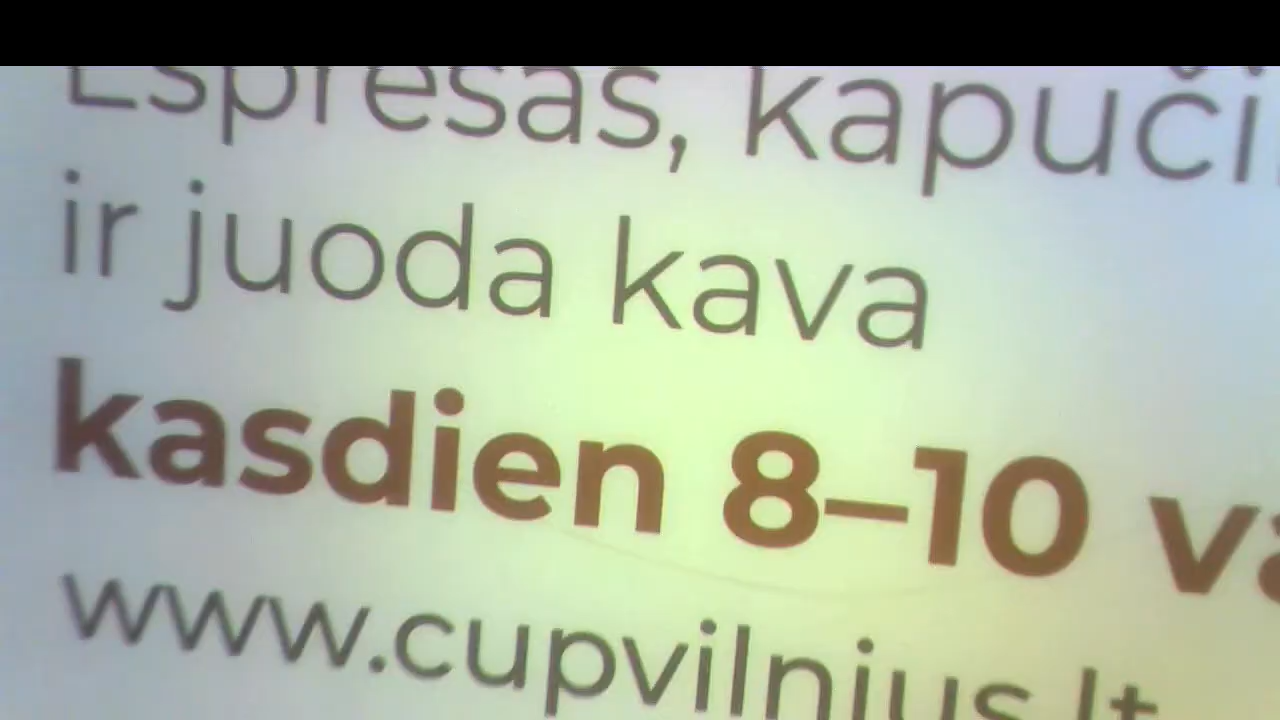 Espresas, kapuči
ir juoda kava
kasdien 8–10 va
www.cupvilnius.lt